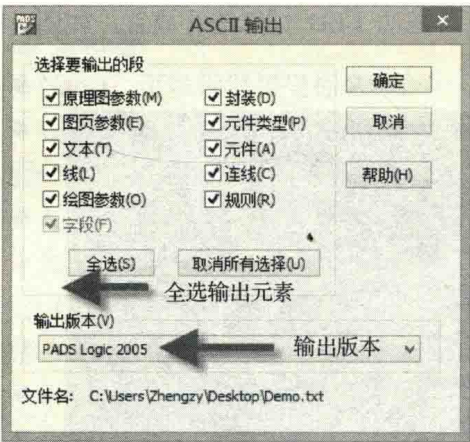 PADS
ASCII 输出
选择要输出的段
原理图参数(M)
封装(D)
确定
图页参数(E)
元件类型(P)
取消
文本(T)
元件(A)
线(L)
连线(C)
帮助(H)
绘图参数(O)
规则(R)
字段(F)
全选(S)
取消所有选择(U)
全选输出元素
输出版本(V)
PADS Logic 2005
输出版本
文件名: C:\Users\Zhengzy\Desktop\Demo.txt